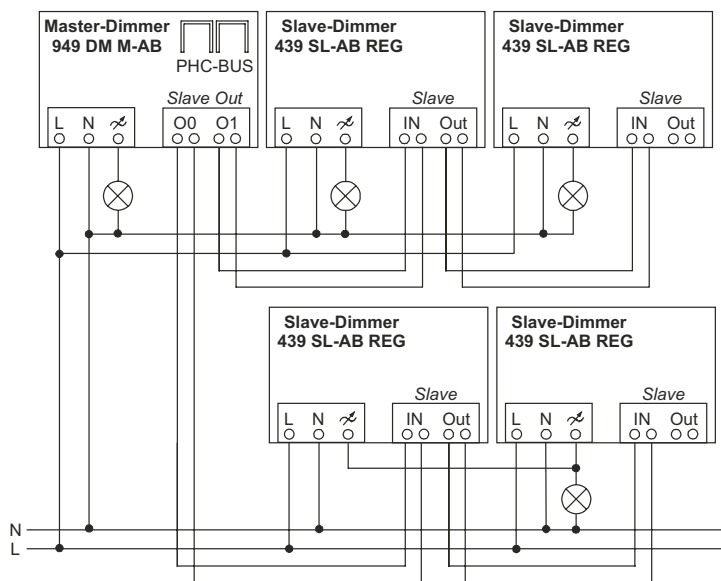 Master-Dimmer
949 DM M-AB
PHC-BUS
Slave Out
L N O0 O1
Slave-Dimmer
439 SL-AB REG
Slave
L N IN Out
Slave-Dimmer
439 SL-AB REG
Slave
L N IN Out
Slave-Dimmer
439 SL-AB REG
Slave
L N IN Out
Slave-Dimmer
439 SL-AB REG
Slave
L N IN Out
N
L